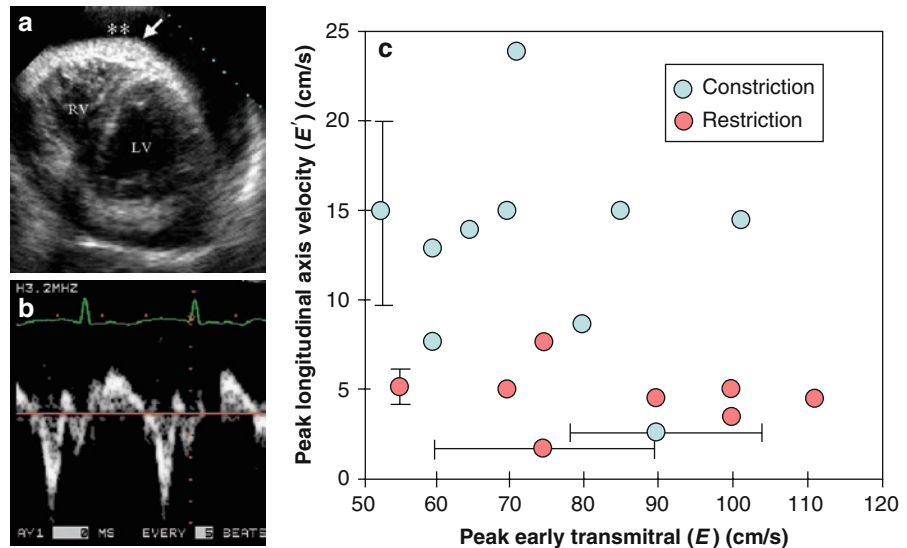 a
**
RV
LV
H3.2MHZ
b
AY1 0 MS EVERY 5 BEATS
c
Constriction
Restriction
Peak longitudinal axis velocity (E′) (cm/s)
25
20
15
10
5
0
50 60 70 80 90 100 110 120
Peak early transmitral (E) (cm/s)